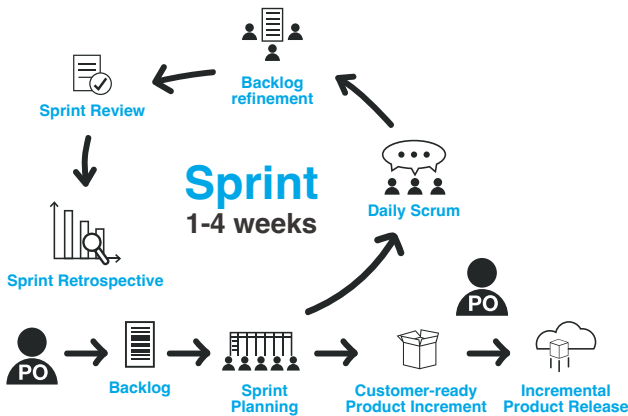 Backlog
refinement
Sprint Review
Sprint
1-4 weeks
Daily Scrum
Sprint Retrospective
PO
PO
Backlog
Sprint
Planning
Customer-ready
Product Increment
Incremental
Product Release